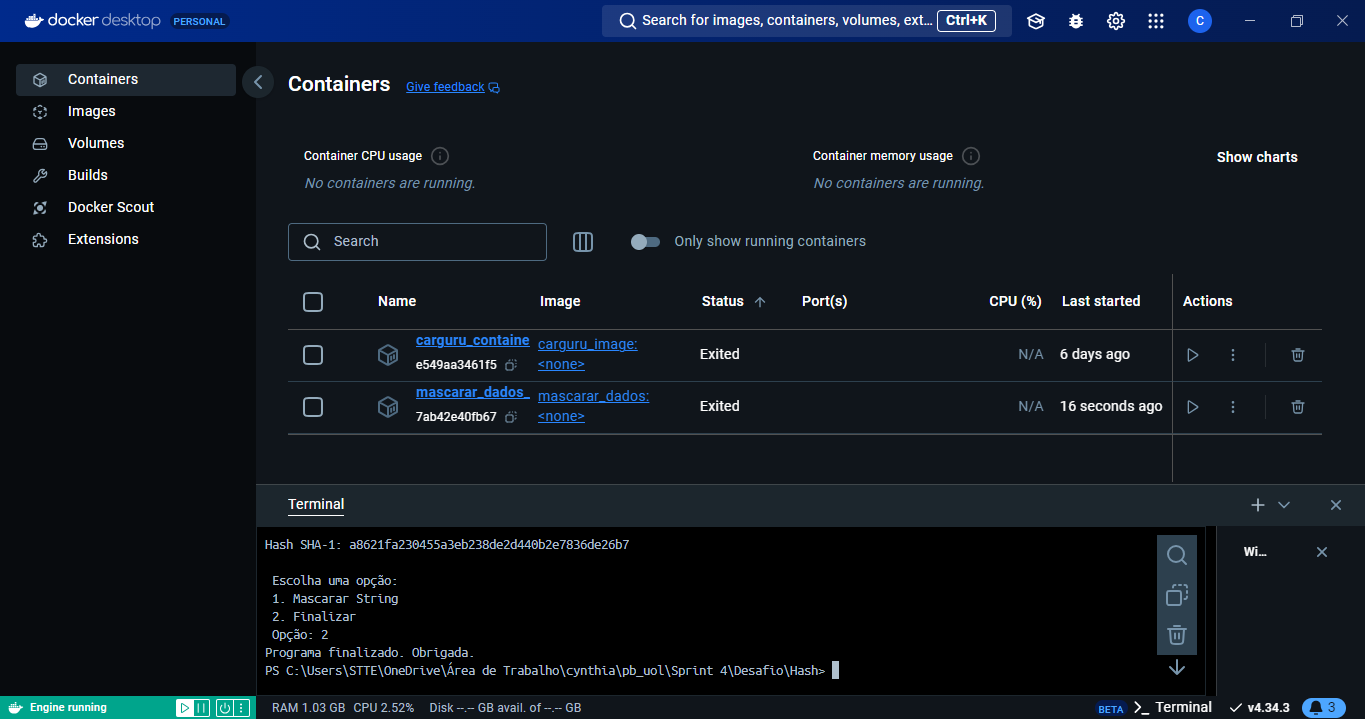 docker desktop PERSONAL
Search for images, containers, volumes, ext... Ctrl+K
C
Containers
Images
Volumes
Builds
Docker Scout
Extensions
Containers Give feedback
Container CPU usage
No containers are running.
Container memory usage
No containers are running.
Show charts
Search
Only show running containers
Name Image Status Port(s) CPU (%) Last started Actions
carguru_containe
e549aa3461f5
carguru_image:
<none>
Exited N/A 6 days ago
mascarar_dados_
7ab42e40fb67
mascarar_dados:
<none>
Exited N/A 16 seconds ago
Terminal
Wi...
Hash SHA-1: a8621fa230455a3eb238de2d440b2e7836de26b7
Escolha uma opção:
1. Mascarar String
2. Finalizar
Opção: 2
Programa finalizado. Obrigada.
PS C:\Users\STTE\OneDrive\Área de Trabalho\cynthia\pb_uol\Sprint 4\Desafio\Hash>
Engine running
RAM 1.03 GB CPU 2.52% Disk --.-- GB avail. of --.-- GB
BETA Terminal v4.34.3 3